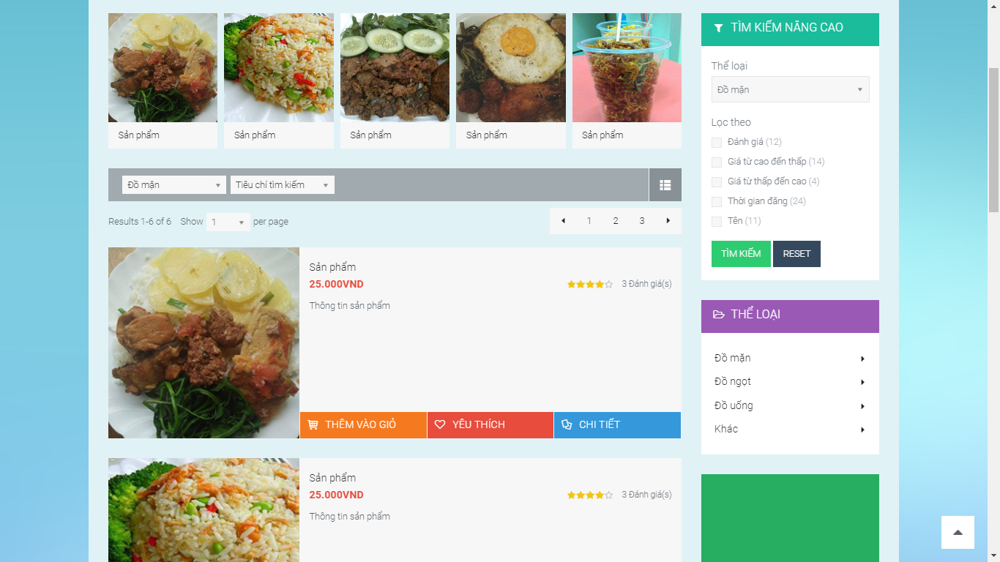 Sản phẩm
Sản phẩm
Sản phẩm
Sản phẩm
Sản phẩm
Đồ mặn
Tiêu chí tìm kiếm
Results 1-6 of 6 Show 1 per page
1 2 3
Sản phẩm
25.000VND
3 Đánh giá(s)
Thông tin sản phẩm
THÊM VÀO GIỎ
YÊU THÍCH
CHI TIẾT
Sản phẩm
25.000VND
3 Đánh giá(s)
Thông tin sản phẩm
TÌM KIẾM NÂNG CAO
Thể loại
Đồ mặn
Lọc theo
Đánh giá (12)
Giá từ cao đến thấp (14)
Giá từ thấp đến cao (4)
Thời gian đăng (24)
Tên (11)
TÌM KIẾM
RESET
THỂ LOẠI
Đồ mặn
Đồ ngọt
Đồ uống
Khác